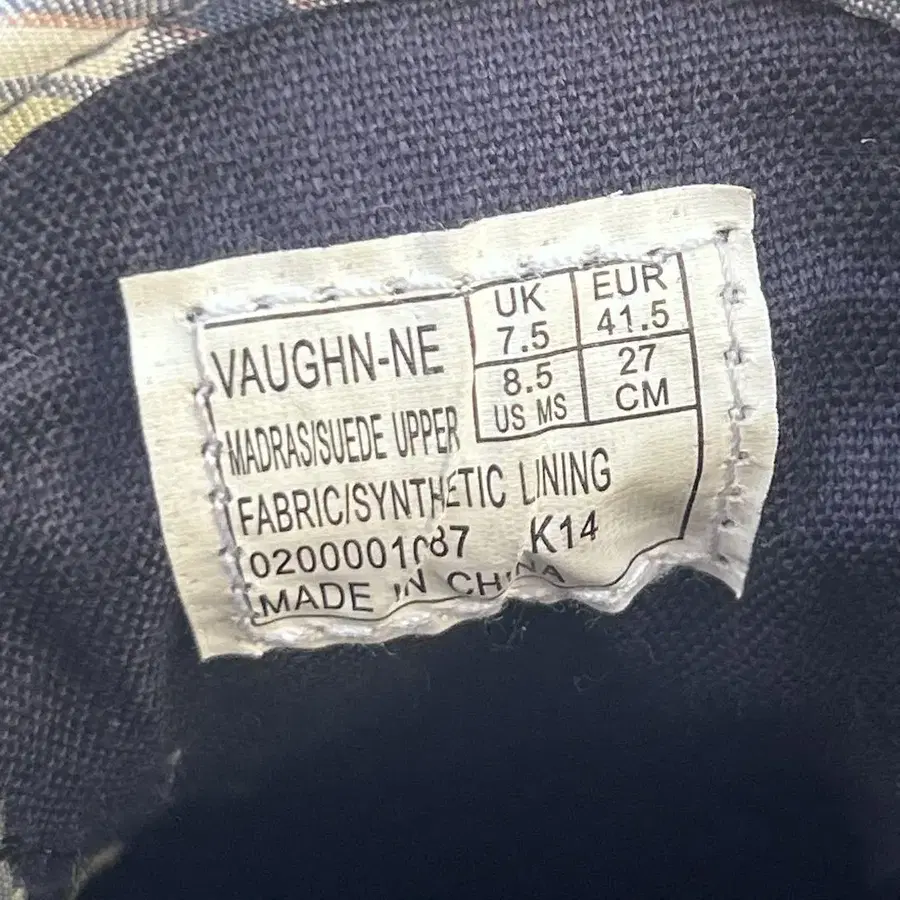 VAUGHN-NE
UK
7.5
EUR
41.5
8.5
US MS
27
CM
MADRAS/SUEDE UPPER
FABRIC/SYNTHETIC LINING
K14
MADE IN CHINA